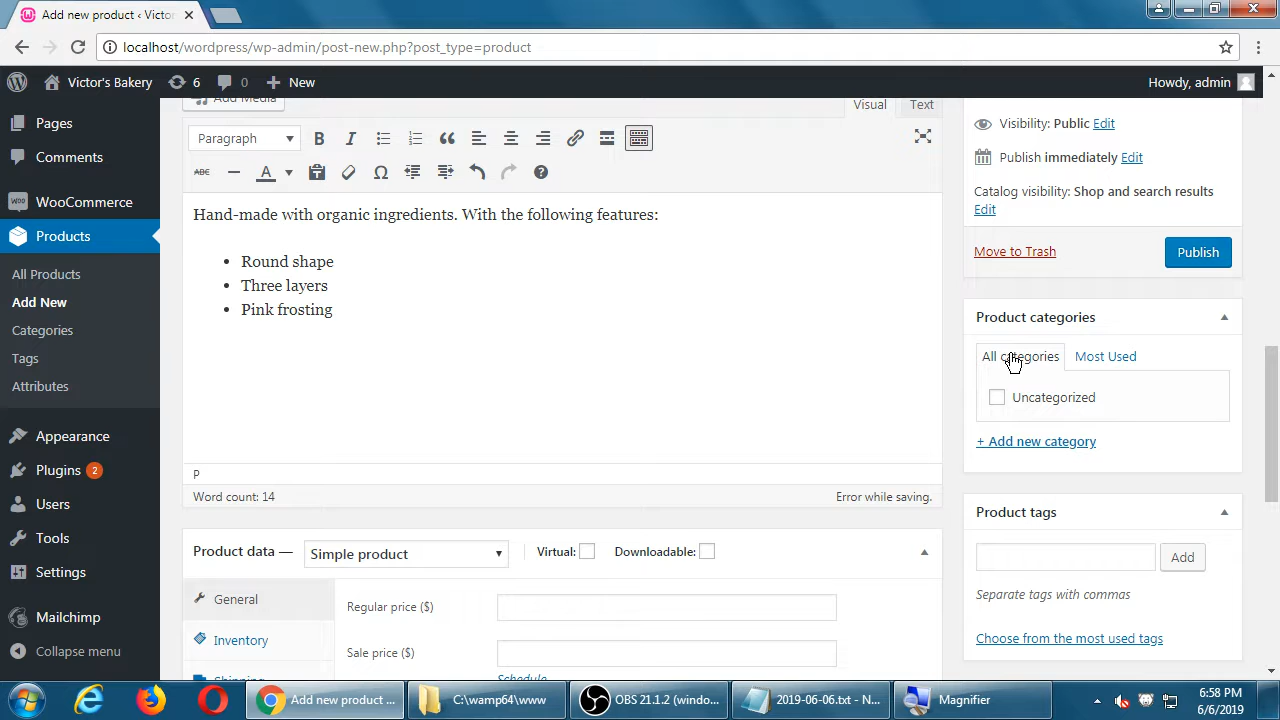 Add new product ‹ Victor
localhost/wordpress/wp-admin/post-new.php?post_type=product
Victor's Bakery 6 0 New Howdy, admin
Pages
Comments
WooCommerce
Products
All Products
Add New
Categories
Tags
Attributes
Appearance
Plugins 2
Users
Tools
Settings
Mailchimp
Collapse menu
Add Media
Visual Text
Paragraph B I
ABC A
Hand-made with organic ingredients. With the following features:
• Round shape
• Three layers
• Pink frosting
P
Word count: 14 Error while saving.
Product data — Simple product Virtual: Downloadable:
General
Inventory
Shipping
Regular price ($)
Sale price ($)
Schedule
Visibility: Public Edit
Publish immediately Edit
Catalog visibility: Shop and search results
Edit
Move to Trash Publish
Product categories
All categories Most Used
Uncategorized
+ Add new category
Product tags
Add
Separate tags with commas
Choose from the most used tags
Add new product ... C:\wamp64\www OBS 21.1.2 (windo... 2019-06-06.txt - N... Magnifier
6:58 PM
6/6/2019